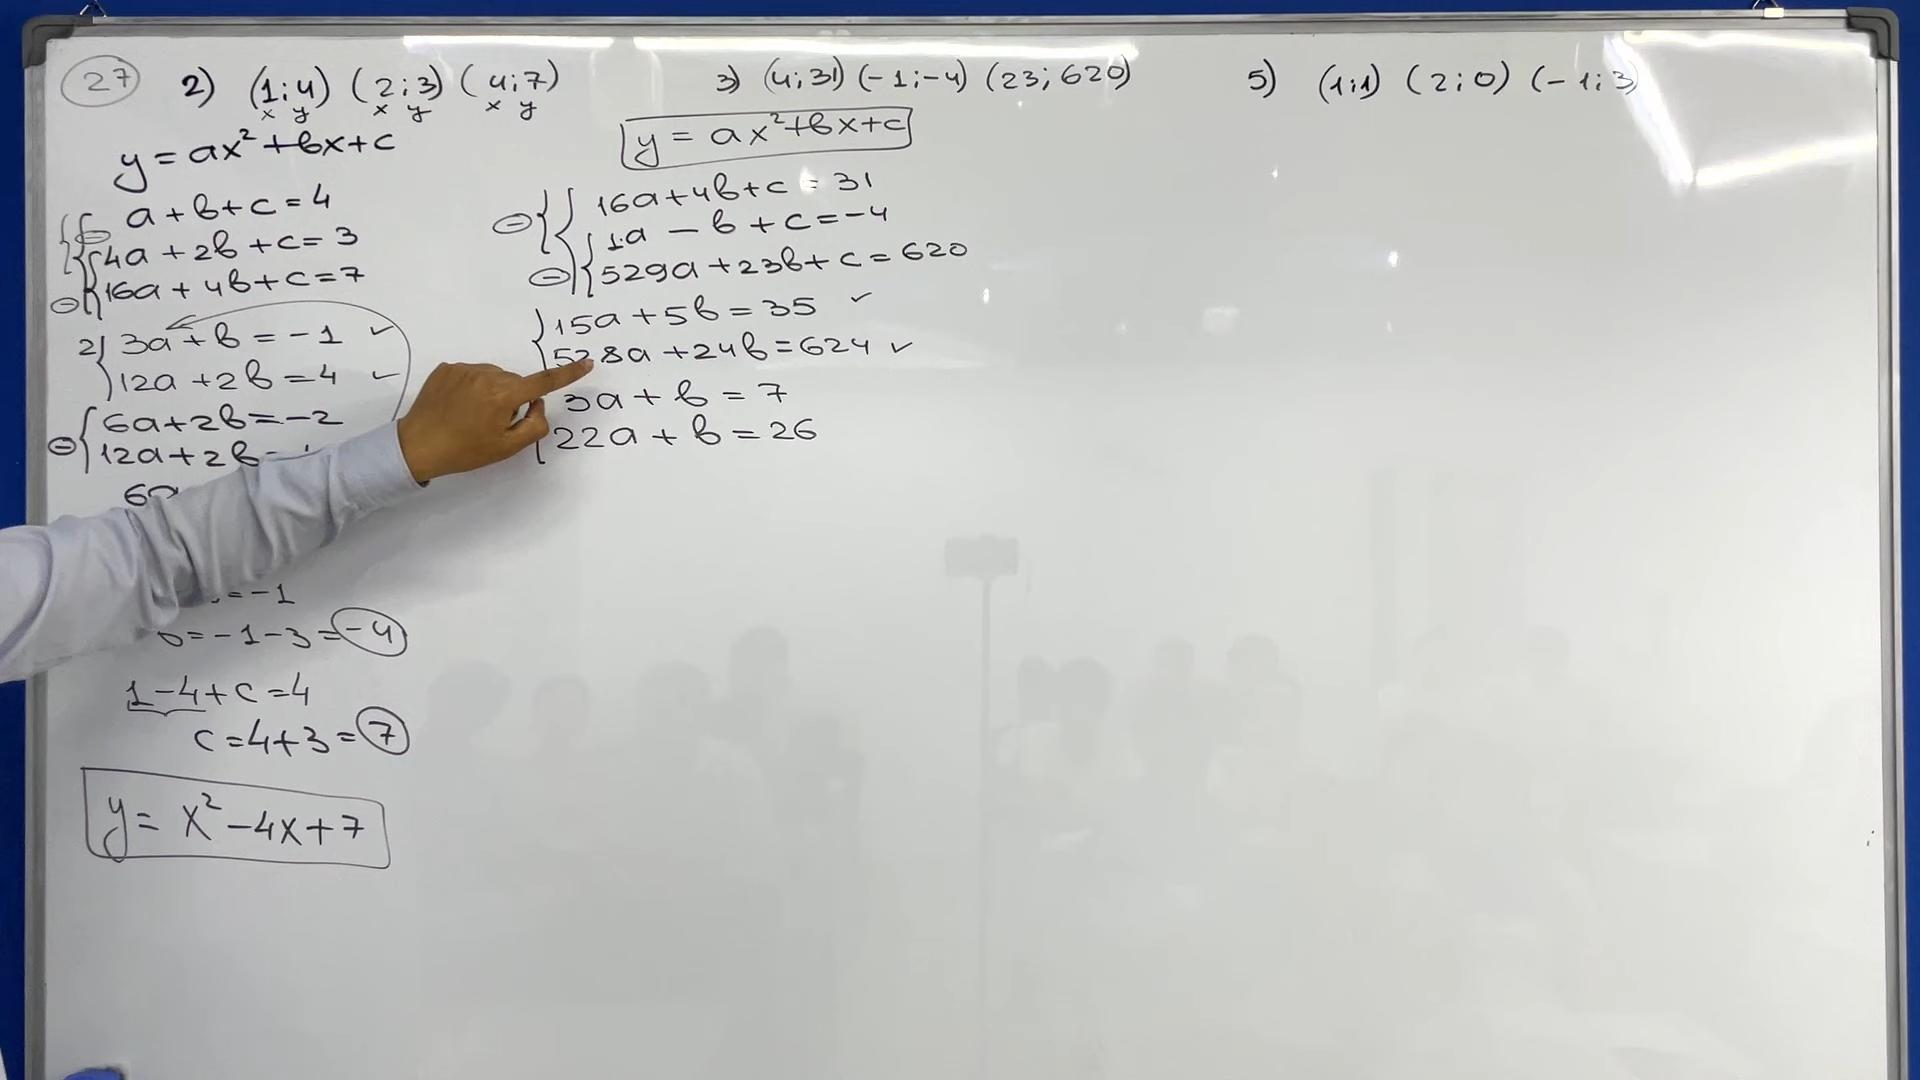 27
2) (1;4) (2;3) (4;7)
x y x y x y
y = ax² + bx + c
a + b + c = 4
4a + 2b + c = 3
16a + 4b + c = 7
2 3a + b = -1 ✓
12a + 2b = 4 ✓
6a + 2b = -2
12a + 2b =
6a
= -1
b = -1 - 3 = -4
1 - 4 + c = 4
c = 4 + 3 = 7
y = x² - 4x + 7
3) (4;31) (-1;-4) (23;620)
y = ax² + bx + c
16a + 4b + c = 31
1·a - b + c = -4
529a + 23b + c = 620
15a + 5b = 35 ✓
528a + 24b = 624 ✓
3a + b = 7
22a + b = 26
5) (1;1) (2;0) (-1;3)